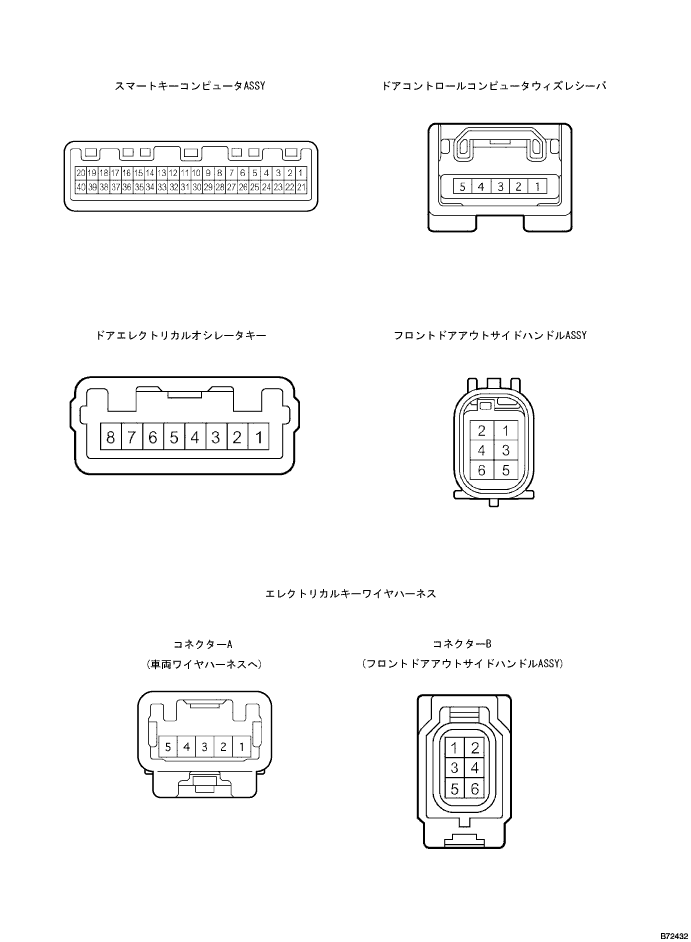 スマートキーコンピュータASSY
ドアコントロールコンピュータウィズレシーバ
20 19 18 17 16 15 14 13 12 11 10 9 8 7 6 5 4 3 2 1
40 39 38 37 36 35 34 33 32 31 30 29 28 27 26 25 24 23 22 21
5 4 3 2 1
ドアエレクトリカルオシレータキー
フロントドアアウトサイドハンドルASSY
8 7 6 5 4 3 2 1
2 1
4 3
6 5
エレクトリカルキーワイヤハーネス
コネクターA
(車両ワイヤハーネスへ)
コネクターB
(フロントドアアウトサイドハンドルASSY)
5 4 3 2 1
1 2
3 4
5 6
B72432